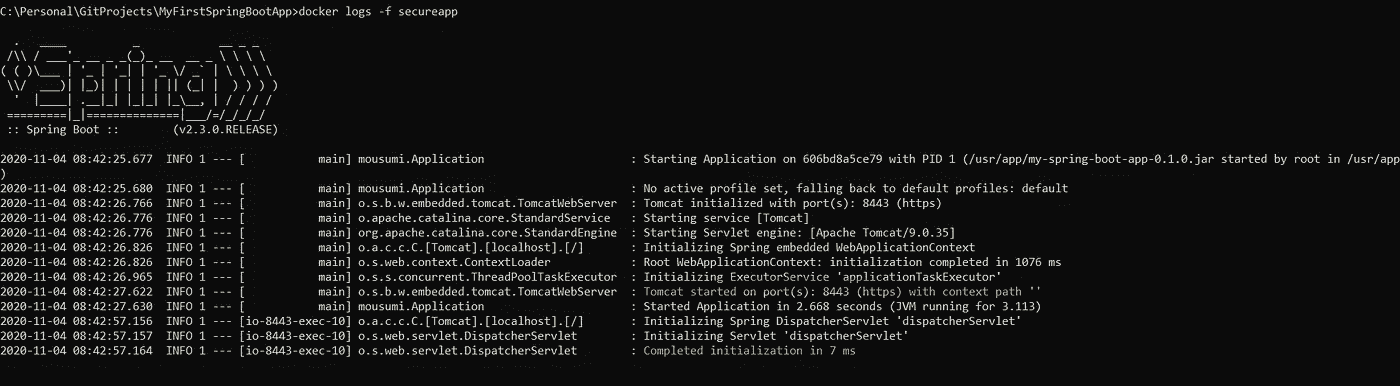 C:\Personal\GitProjects\MyFirstSpringBootApp>docker logs -f secureapp
  .   ____          _            __ _ _
 /\\ / ___'_ __ _ _(_)_ __  __ _ \ \ \ \
( ( )\___ | '_ | '_| | '_ \/ _` | \ \ \ \
 \\/  ___)| |_)| | | | | || (_| |  ) ) ) )
  '  |____| .__|_| |_|_| |_\__, | / / / /
 =========|_|==============|___/=/_/_/_/
 :: Spring Boot ::        (v2.3.0.RELEASE)
2020-11-04 08:42:25.677  INFO 1 --- [           main] mousumi.Application                      : Starting Application on 606bd8a5ce79 with PID 1 (/usr/app/my-spring-boot-app-0.1.0.jar started by root in /usr/app
)
2020-11-04 08:42:25.680  INFO 1 --- [           main] mousumi.Application                      : No active profile set, falling back to default profiles: default
2020-11-04 08:42:26.766  INFO 1 --- [           main] o.s.b.w.embedded.tomcat.TomcatWebServer  : Tomcat initialized with port(s): 8443 (https)
2020-11-04 08:42:26.776  INFO 1 --- [           main] o.apache.catalina.core.StandardService   : Starting service [Tomcat]
2020-11-04 08:42:26.776  INFO 1 --- [           main] org.apache.catalina.core.StandardEngine  : Starting Servlet engine: [Apache Tomcat/9.0.35]
2020-11-04 08:42:26.826  INFO 1 --- [           main] o.a.c.c.C.[Tomcat].[localhost].[/]       : Initializing Spring embedded WebApplicationContext
2020-11-04 08:42:26.826  INFO 1 --- [           main] o.s.web.context.ContextLoader            : Root WebApplicationContext: initialization completed in 1076 ms
2020-11-04 08:42:26.965  INFO 1 --- [           main] o.s.s.concurrent.ThreadPoolTaskExecutor  : Initializing ExecutorService 'applicationTaskExecutor'
2020-11-04 08:42:27.622  INFO 1 --- [           main] o.s.b.w.embedded.tomcat.TomcatWebServer  : Tomcat started on port(s): 8443 (https) with context path ''
2020-11-04 08:42:27.630  INFO 1 --- [           main] mousumi.Application                      : Started Application in 2.668 seconds (JVM running for 3.113)
2020-11-04 08:42:57.156  INFO 1 --- [io-8443-exec-10] o.a.c.c.C.[Tomcat].[localhost].[/]       : Initializing Spring DispatcherServlet 'dispatcherServlet'
2020-11-04 08:42:57.157  INFO 1 --- [io-8443-exec-10] o.s.web.servlet.DispatcherServlet        : Initializing Servlet 'dispatcherServlet'
2020-11-04 08:42:57.164  INFO 1 --- [io-8443-exec-10] o.s.web.servlet.DispatcherServlet        : Completed initialization in 7 ms